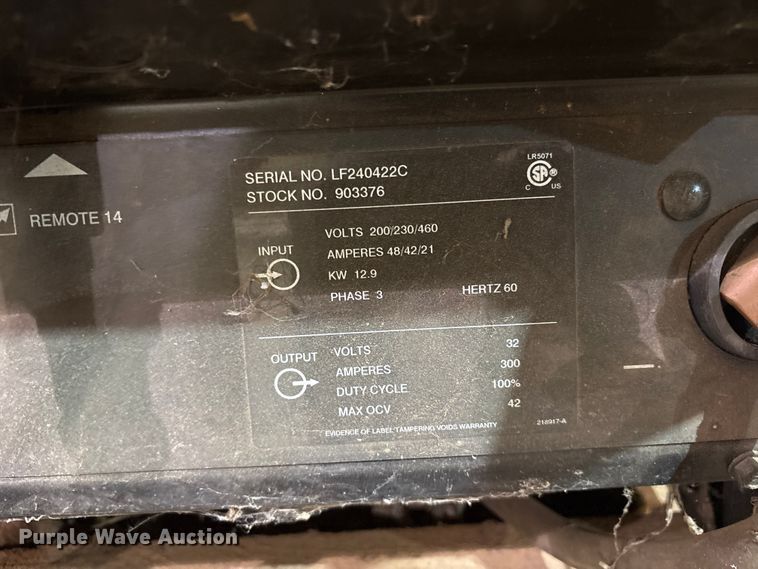 LR5071
SERIAL NO. LF240422C
STOCK NO. 903376
SA
C US
REMOTE 14
INPUT
VOLTS 200/230/460
AMPERES 48/42/21
KW 12.9
PHASE 3 HERTZ 60
OUTPUT
VOLTS 32
AMPERES 300
DUTY CYCLE 100%
MAX OCV 42
EVIDENCE OF LABEL TAMPERING VOIDS WARRANTY 218917-A
Purple Wave Auction